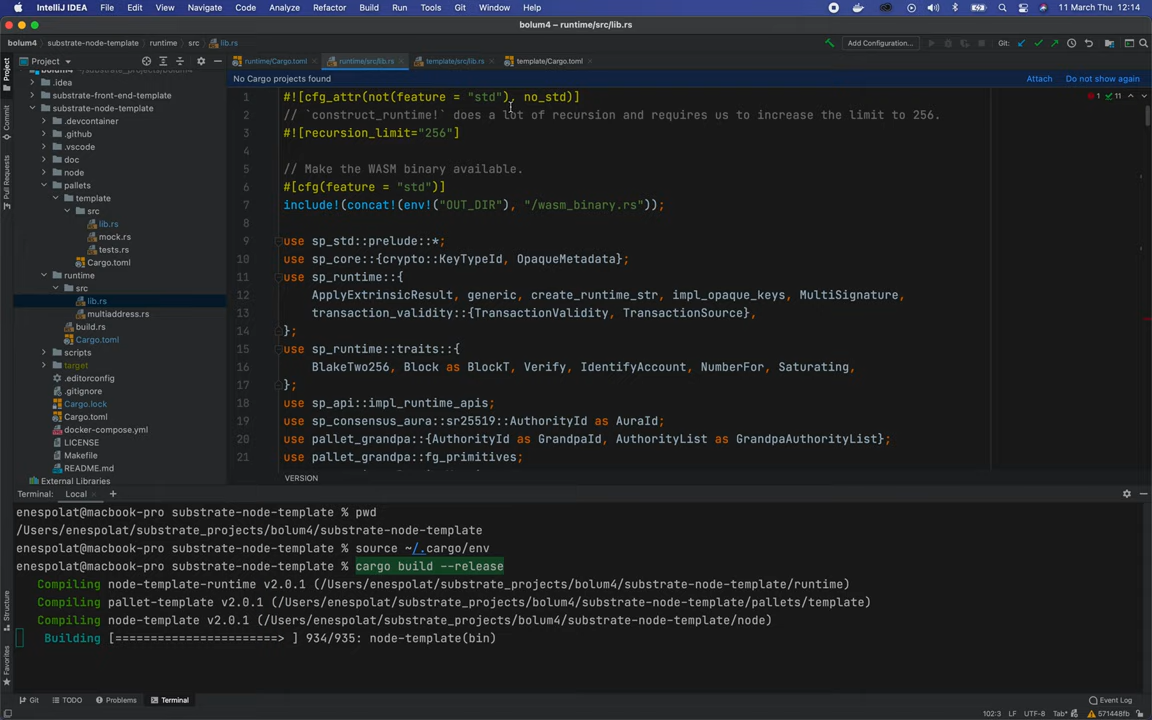 IntelliJ IDEA File Edit View Navigate Code Analyze Refactor Build Run Tools Git Window Help 11 March Thu 12:14
bolum4 – runtime/src/lib.rs
bolum4 substrate-node-template runtime src lib.rs Add Configuration... Git:
Project runtime/Cargo.toml runtime/src/lib.rs template/src/lib.rs template/Cargo.toml
No Cargo projects found Attach Do not show again
Project
Commit
Pull Requests
Structure
Favorites
.idea
substrate-front-end-template
substrate-node-template
.devcontainer
.github
.vscode
doc
node
pallets
template
src
lib.rs
mock.rs
tests.rs
Cargo.toml
runtime
src
lib.rs
multiaddress.rs
build.rs
Cargo.toml
scripts
target
.editorconfig
.gitignore
Cargo.lock
Cargo.toml
docker-compose.yml
LICENSE
Makefile
README.md
External Libraries
1 #![cfg_attr(not(feature = "std"), no_std)] 1 11
2 // `construct_runtime!` does a lot of recursion and requires us to increase the limit to 256.
3 #![recursion_limit="256"]
4
5 // Make the WASM binary available.
6 #[cfg(feature = "std")]
7 include!(concat!(env!("OUT_DIR"), "/wasm_binary.rs"));
8
9 use sp_std::prelude::*;
10 use sp_core::{crypto::KeyTypeId, OpaqueMetadata};
11 use sp_runtime::{
12 ApplyExtrinsicResult, generic, create_runtime_str, impl_opaque_keys, MultiSignature,
13 transaction_validity::{TransactionValidity, TransactionSource},
14 };
15 use sp_runtime::traits::{
16 BlakeTwo256, Block as BlockT, Verify, IdentifyAccount, NumberFor, Saturating,
17 };
18 use sp_api::impl_runtime_apis;
19 use sp_consensus_aura::sr25519::AuthorityId as AuraId;
20 use pallet_grandpa::{AuthorityId as GrandpaId, AuthorityList as GrandpaAuthorityList};
21 use pallet_grandpa::fg_primitives;
VERSION
Terminal: Local
enespolat@macbook-pro substrate-node-template % pwd
/Users/enespolat/substrate_projects/bolum4/substrate-node-template
enespolat@macbook-pro substrate-node-template % source ~/.cargo/env
enespolat@macbook-pro substrate-node-template % cargo build --release
Compiling node-template-runtime v2.0.1 (/Users/enespolat/substrate_projects/bolum4/substrate-node-template/runtime)
Compiling pallet-template v2.0.1 (/Users/enespolat/substrate_projects/bolum4/substrate-node-template/pallets/template)
Compiling node-template v2.0.1 (/Users/enespolat/substrate_projects/bolum4/substrate-node-template/node)
Building [=======================> ] 934/935: node-template(bin)
Git TODO Problems Terminal Event Log
102:3 LF UTF-8 Tab* 571448fb